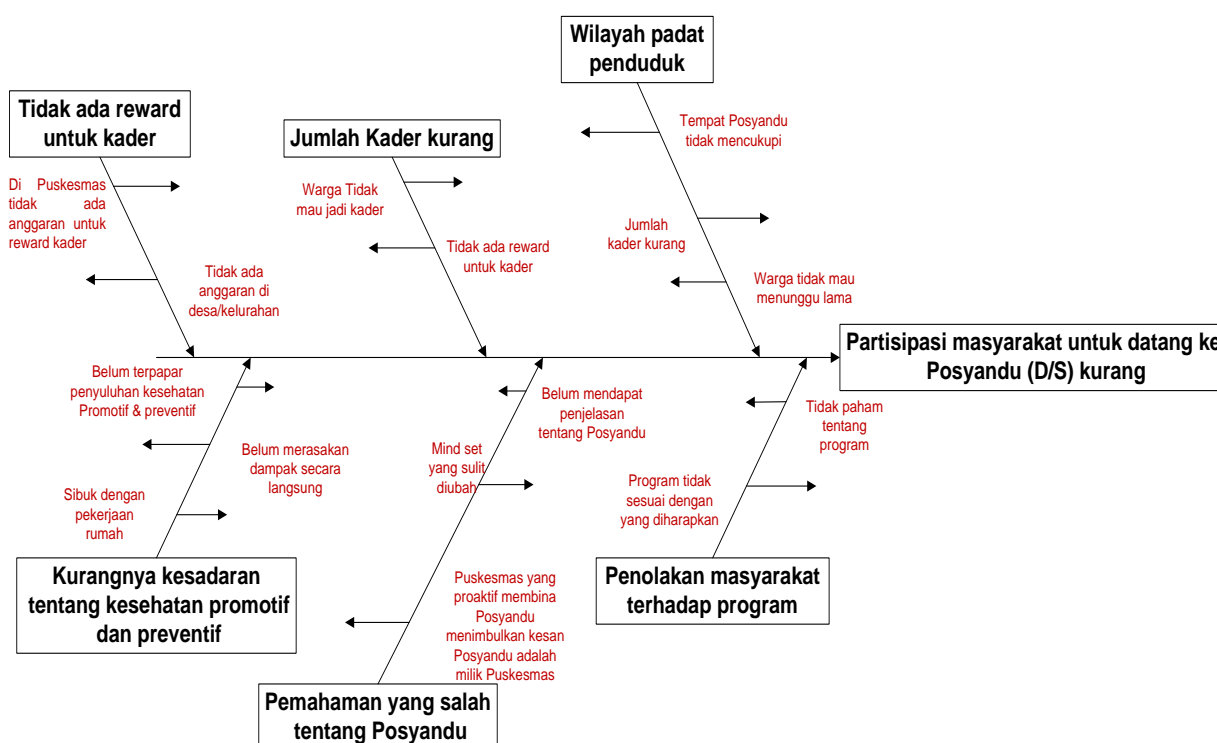 Wilayah padat
penduduk
Tidak ada reward
untuk kader
Jumlah Kader kurang
Tempat Posyandu
tidak mencukupi
Di Puskesmas
tidak ada
anggaran untuk
reward kader
Warga Tidak
mau jadi kader
Jumlah
kader kurang
Tidak ada reward
untuk kader
Tidak ada
anggaran di
desa/kelurahan
Warga tidak mau
menunggu lama
Partisipasi masyarakat untuk datang ke
Posyandu (D/S) kurang
Belum terpapar
penyuluhan kesehatan
Promotif & preventif
Belum mendapat
penjelasan
tentang Posyandu
Tidak paham
tentang
program
Belum merasakan
dampak secara
langsung
Mind set
yang sulit
diubah
Program tidak
sesuai dengan
yang diharapkan
Sibuk dengan
pekerjaan
rumah
Kurangnya kesadaran
tentang kesehatan promotif
dan preventif
Puskesmas yang
proaktif membina
Posyandu
menimbulkan kesan
Posyandu adalah
milik Puskesmas
Penolakan masyarakat
terhadap program
Pemahaman yang salah
tentang Posyandu